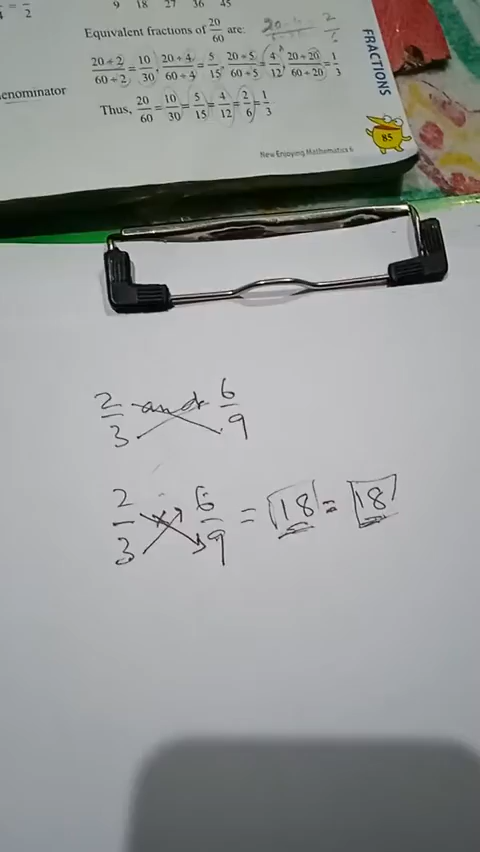 9 18 27 36 45
= — 2
Equivalent fractions of 20/60 are:
(20 ÷ 2)/(60 ÷ 2) = 10/30, (20 ÷ 4)/(60 ÷ 4) = 5/15, (20 ÷ 5)/(60 ÷ 5) = 4/12, (20 ÷ 20)/(60 ÷ 20) = 1/3
enominator
Thus, 20/60 = 10/30 = 5/15 = 4/12 = 2/6 = 1/3
FRACTIONS
85
New Enjoying Mathematics 6
2/3 and 6/9
2/3 × 6/9 = 18 = 18